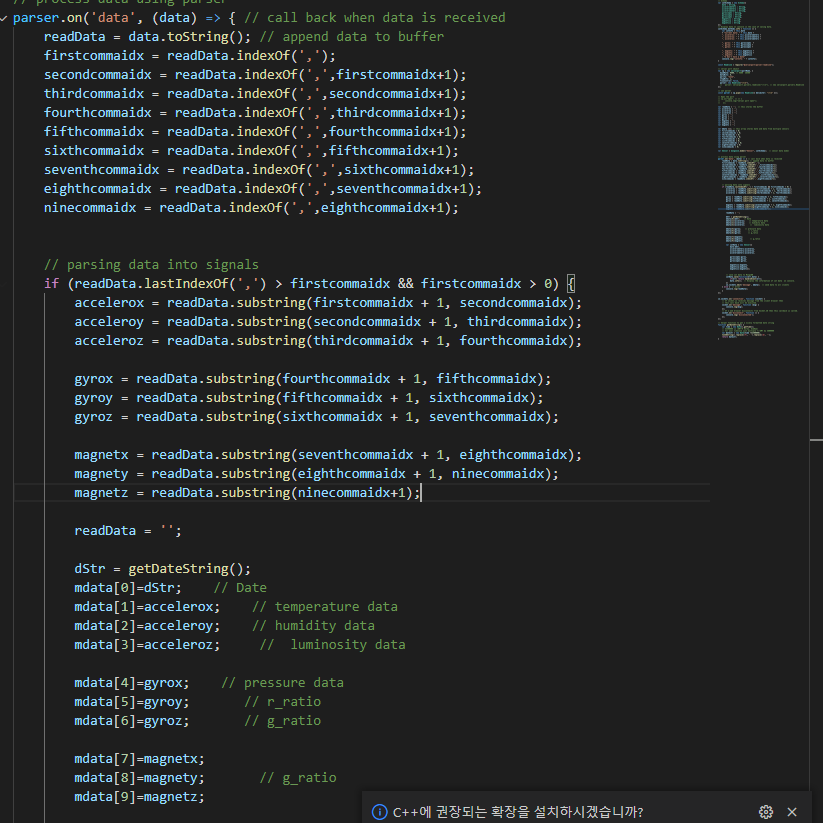 // process data using parser
parser.on('data', (data) => { // call back when data is received
readData = data.toString(); // append data to buffer
firstcommaidx = readData.indexOf(',');
secondcommaidx = readData.indexOf(',',firstcommaidx+1);
thirdcommaidx = readData.indexOf(',',secondcommaidx+1);
fourthcommaidx = readData.indexOf(',',thirdcommaidx+1);
fifthcommaidx = readData.indexOf(',',fourthcommaidx+1);
sixthcommaidx = readData.indexOf(',',fifthcommaidx+1);
seventhcommaidx = readData.indexOf(',',sixthcommaidx+1);
eighthcommaidx = readData.indexOf(',',seventhcommaidx+1);
ninecommaidx = readData.indexOf(',',eighthcommaidx+1);
// parsing data into signals
if (readData.lastIndexOf(',') > firstcommaidx && firstcommaidx > 0) {
accelerox = readData.substring(firstcommaidx + 1, secondcommaidx);
acceleroy = readData.substring(secondcommaidx + 1, thirdcommaidx);
acceleroz = readData.substring(thirdcommaidx + 1, fourthcommaidx);
gyrox = readData.substring(fourthcommaidx + 1, fifthcommaidx);
gyroy = readData.substring(fifthcommaidx + 1, sixthcommaidx);
gyroz = readData.substring(sixthcommaidx + 1, seventhcommaidx);
magnetx = readData.substring(seventhcommaidx + 1, eighthcommaidx);
magnety = readData.substring(eighthcommaidx + 1, ninecommaidx);
magnetz = readData.substring(ninecommaidx+1);
readData = '';
dStr = getDateString();
mdata[0]=dStr; // Date
mdata[1]=accelerox; // temperature data
mdata[2]=acceleroy; // humidity data
mdata[3]=acceleroz; // luminosity data
mdata[4]=gyrox; // pressure data
mdata[5]=gyroy; // r_ratio
mdata[6]=gyroz; // g_ratio
mdata[7]=magnetx;
mdata[8]=magnety; // g_ratio
mdata[9]=magnetz;
C++에 권장되는 확장을 설치하시겠습니까?